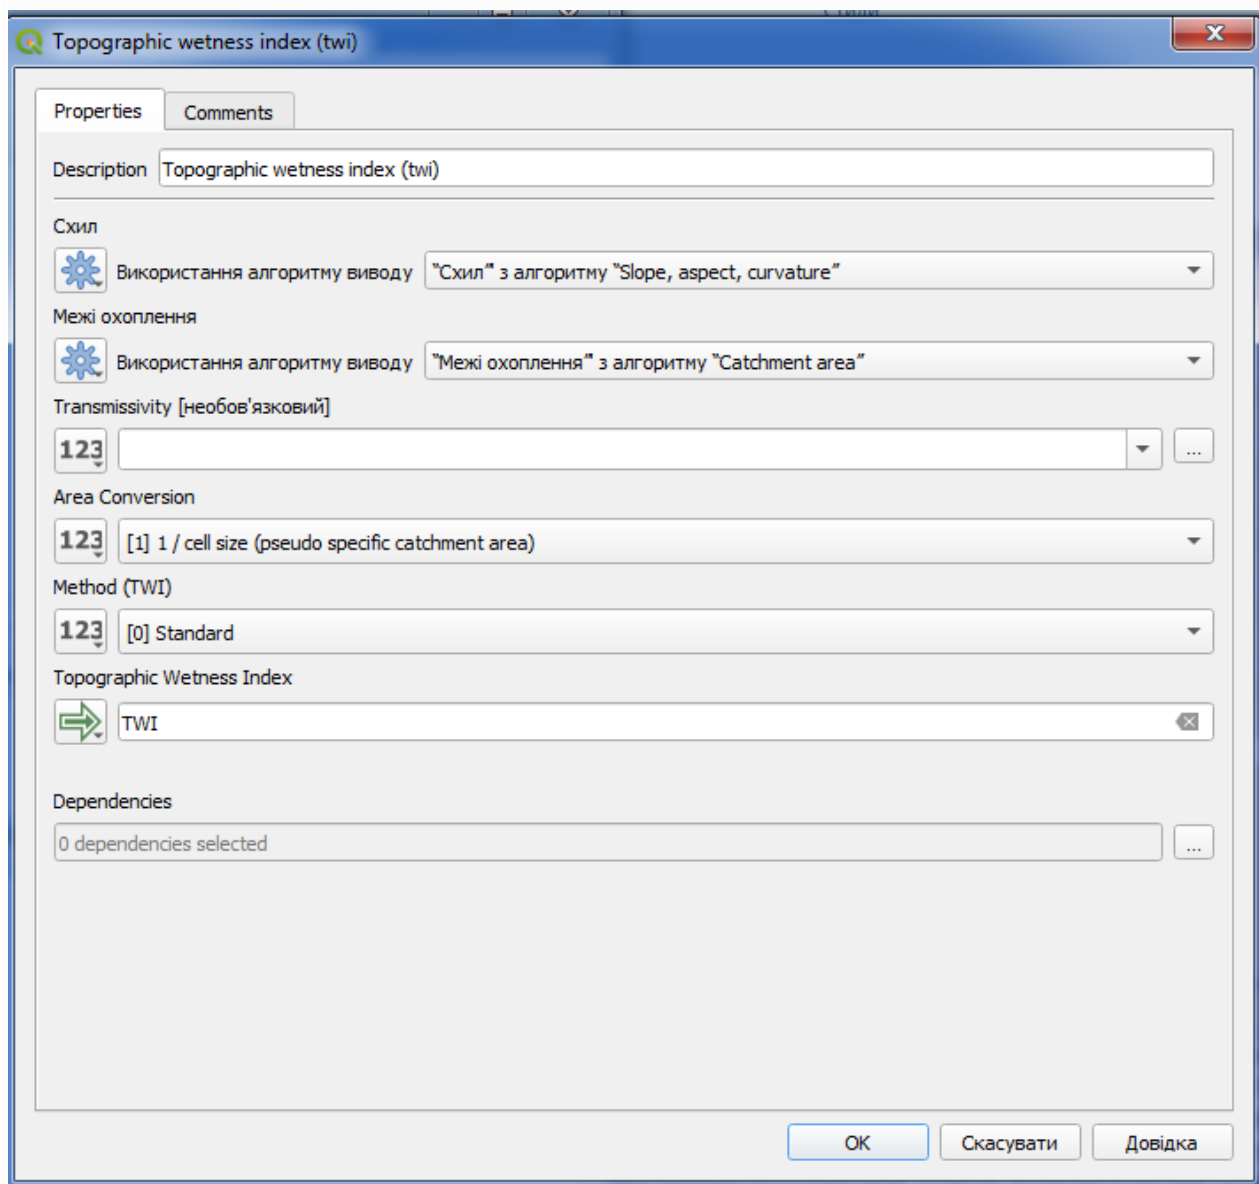 Topographic wetness index (twi)
Properties
Comments
Description Topographic wetness index (twi)
Схил
Використання алгоритму виводу "Схил" з алгоритму "Slope, aspect, curvature"
Межі охоплення
Використання алгоритму виводу "Межі охоплення" з алгоритму "Catchment area"
Transmissivity [необов'язковий]
123
...
Area Conversion
123 [1] 1 / cell size (pseudo specific catchment area)
Method (TWI)
123 [0] Standard
Topographic Wetness Index
TWI
Dependencies
0 dependencies selected
...
OK Скасувати Довідка